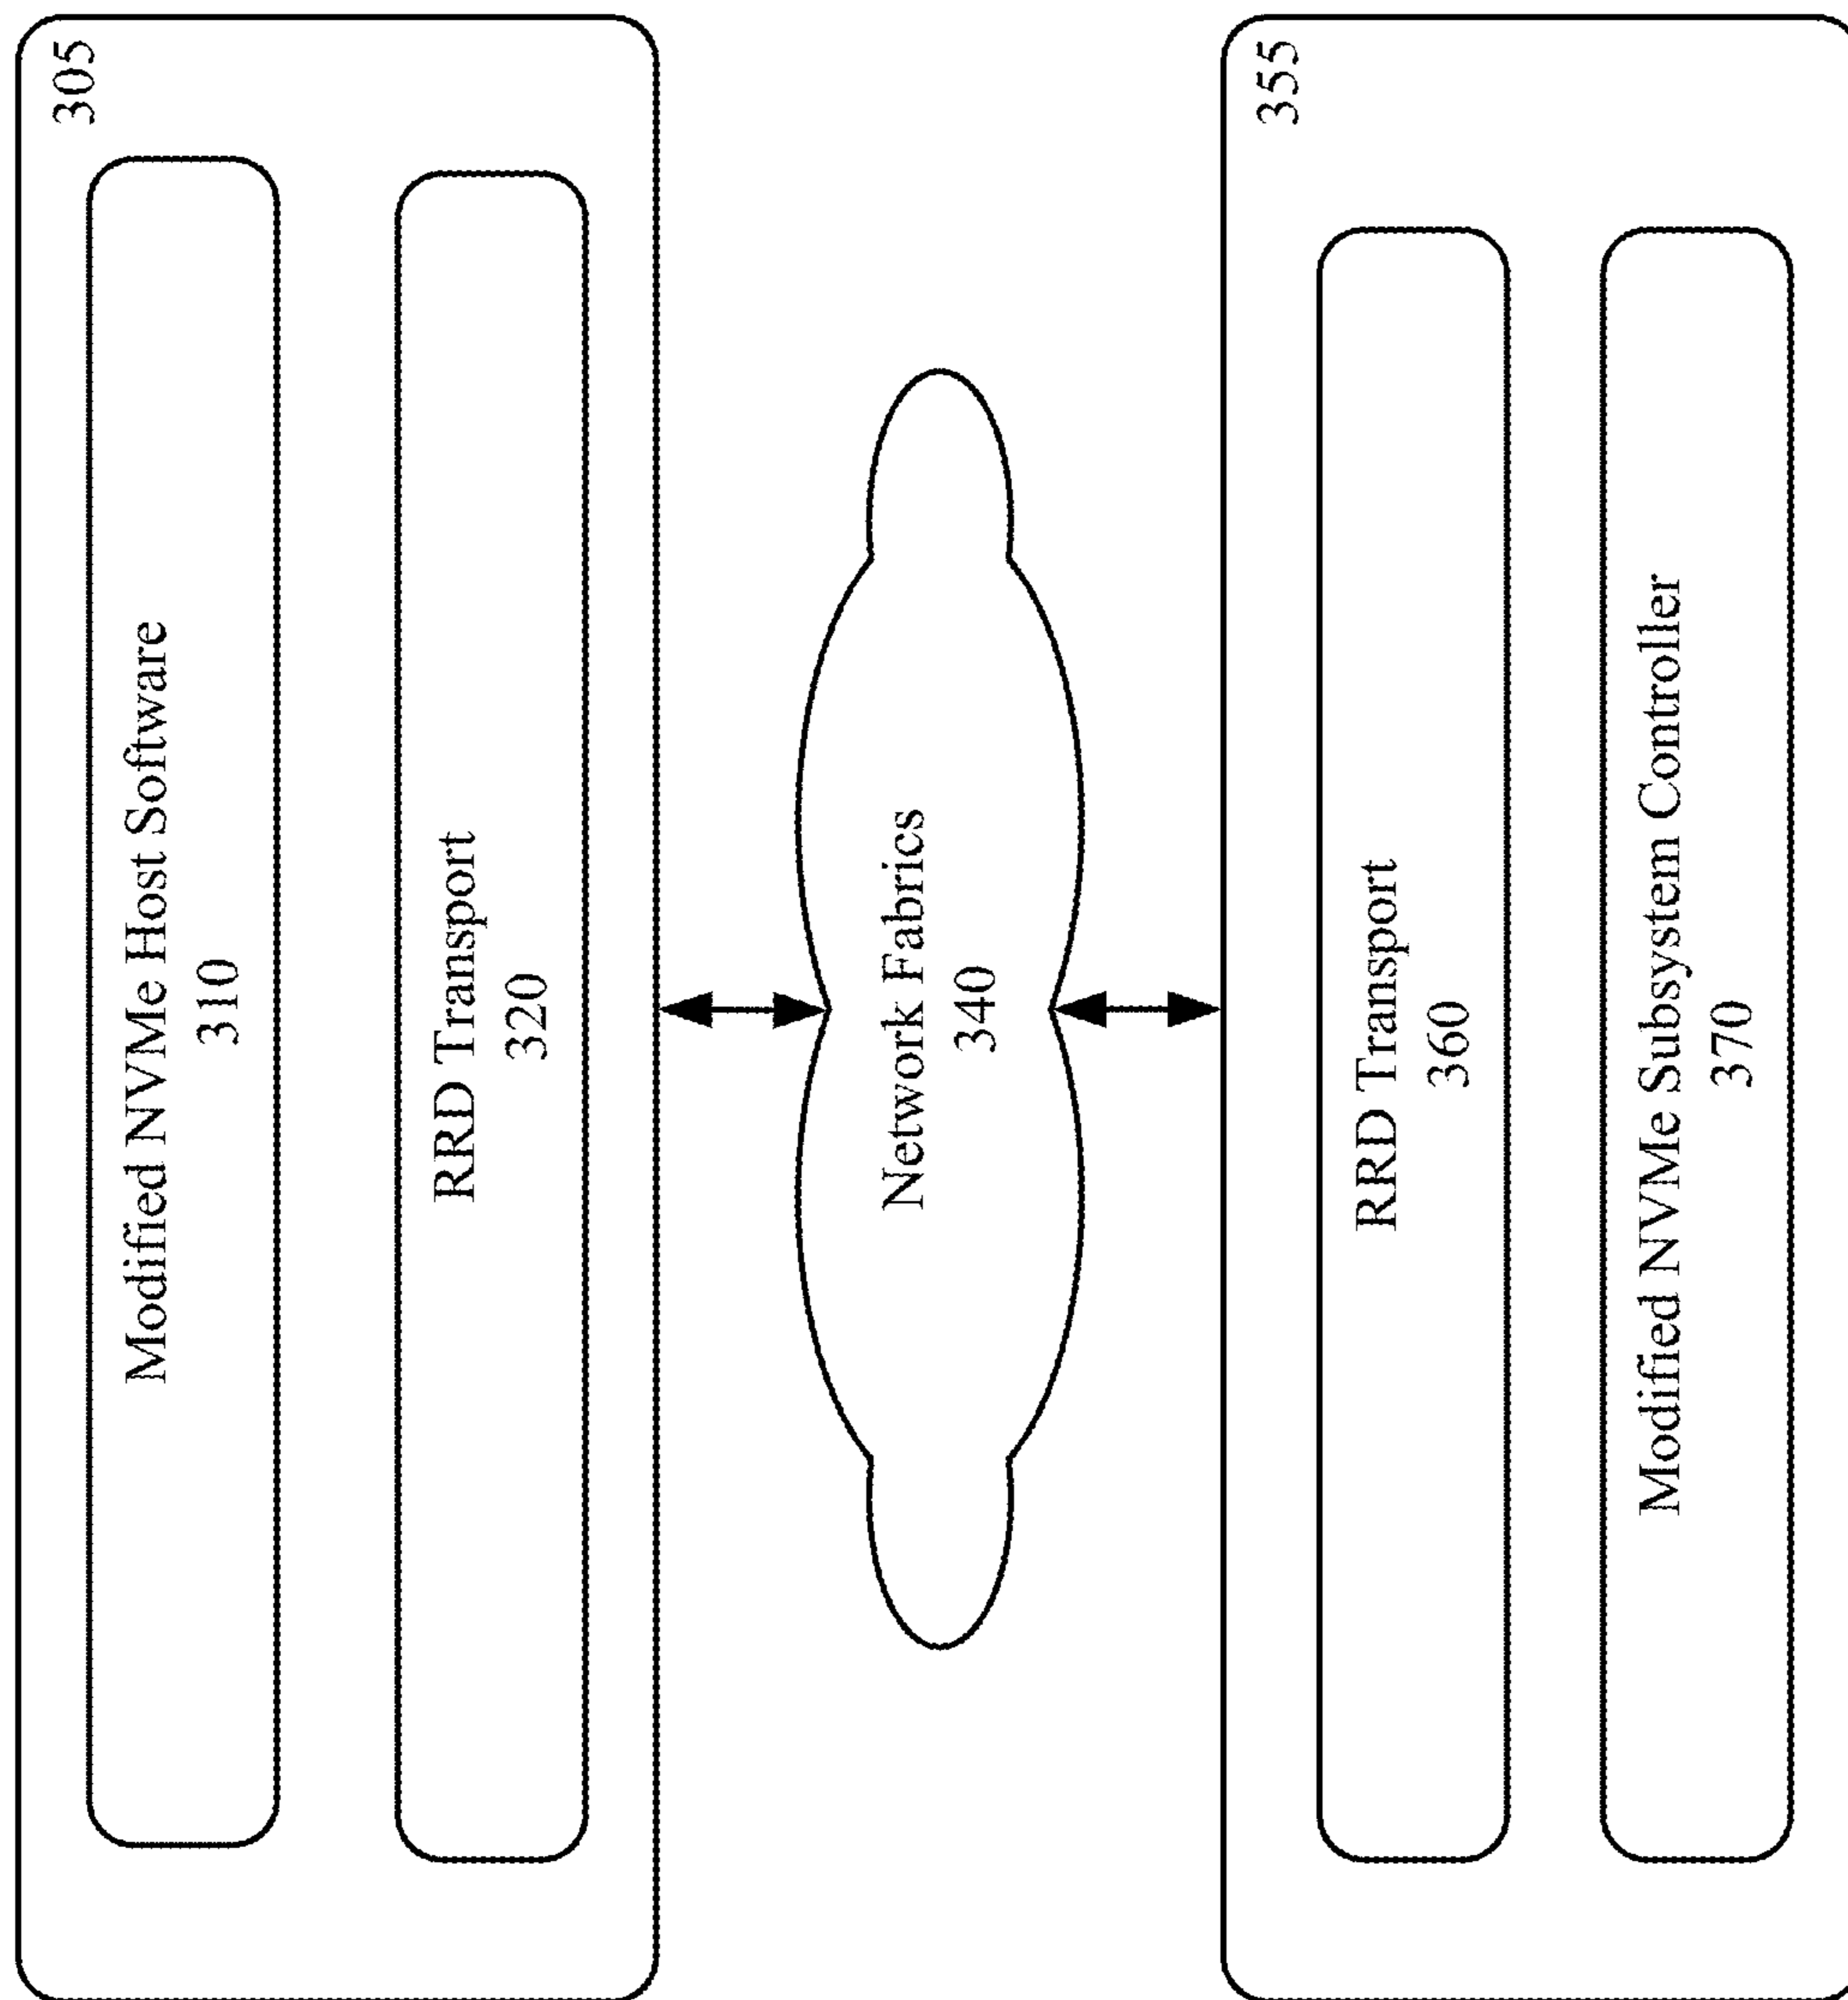 305
Modified NVMe Host Software
310
RRD Transport
320
Network Fabrics
340
355
RRD Transport
360
Modified NVMe Subsystem Controller
370